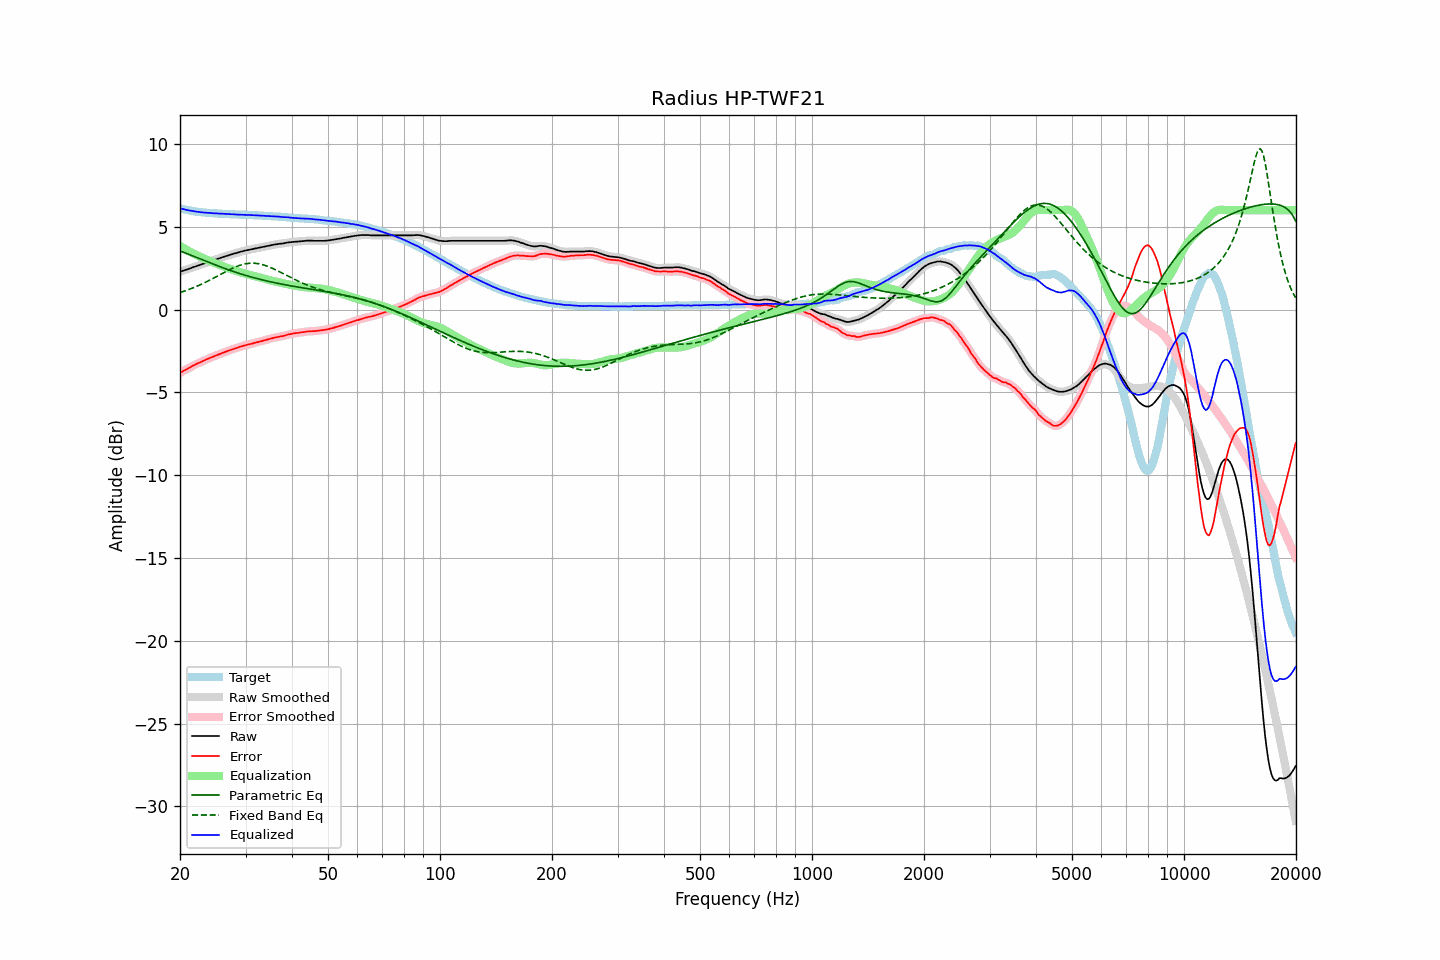 Radius HP-TWF21
10
5
0
−5
−10
−15
−20
−25
−30
Amplitude (dBr)
Target
Raw Smoothed
Error Smoothed
Raw
Error
Equalization
Parametric Eq
Fixed Band Eq
Equalized
20 50 100 200 500 1000 2000 5000 10000 20000
Frequency (Hz)